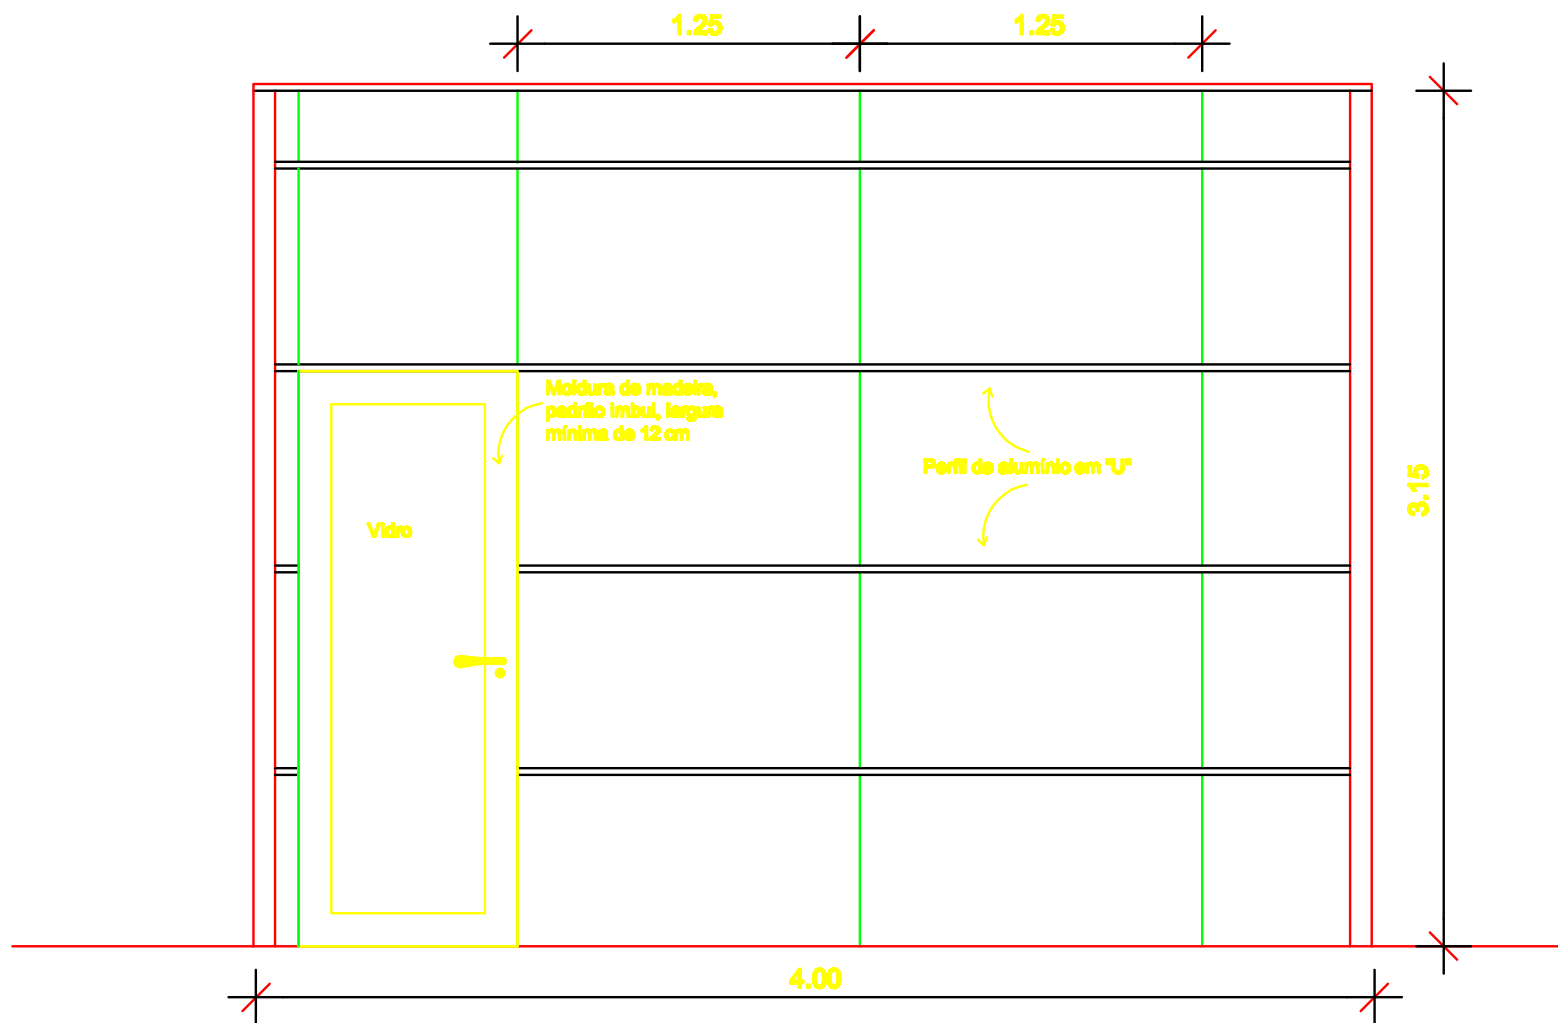 1.25
1.25
Moldura de madeira,
padrão imbui, largura
mínima de 12 cm
Perfil de alumínio em "U"
3.15
Vidro
4.00